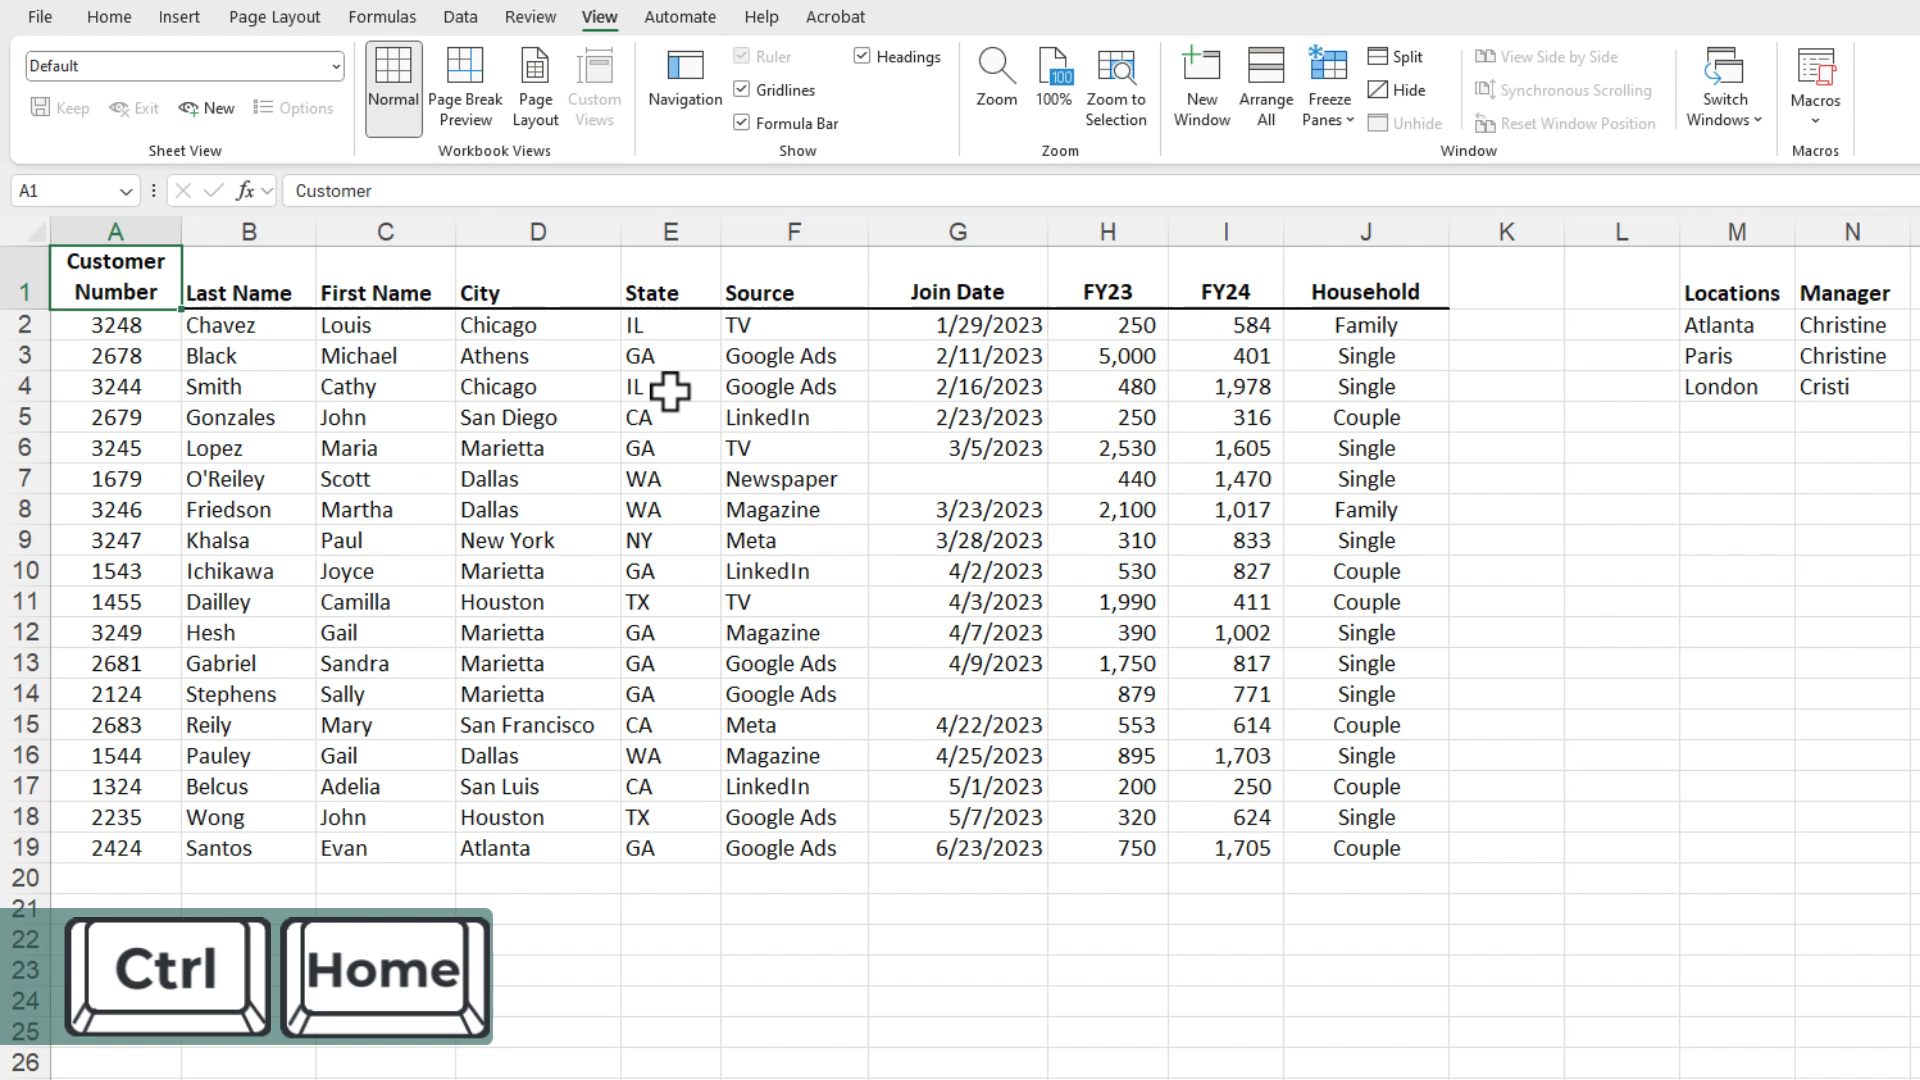 File Home Insert Page Layout Formulas Data Review View Automate Help Acrobat
Default
Keep Exit New Options
Sheet View
Normal Page Break Preview Page Layout Custom Views
Workbook Views
Navigation Ruler Gridlines Formula Bar Headings
Show
Zoom 100 100% Zoom to Selection
Zoom
New Window Arrange All Freeze Panes Split Hide Unhide View Side by Side Synchronous Scrolling Reset Window Position Switch Windows
Window
Macros
Macros
A1 fx Customer
A B C D E F G H I J K L M N
1 Customer Number Last Name First Name City State Source Join Date FY23 FY24 Household Locations Manager
2 3248 Chavez Louis Chicago IL TV 1/29/2023 250 584 Family Atlanta Christine
3 2678 Black Michael Athens GA Google Ads 2/11/2023 5,000 401 Single Paris Christine
4 3244 Smith Cathy Chicago IL Google Ads 2/16/2023 480 1,978 Single London Cristi
5 2679 Gonzales John San Diego CA LinkedIn 2/23/2023 250 316 Couple
6 3245 Lopez Maria Marietta GA TV 3/5/2023 2,530 1,605 Single
7 1679 O'Reiley Scott Dallas WA Newspaper 440 1,470 Single
8 3246 Friedson Martha Dallas WA Magazine 3/23/2023 2,100 1,017 Family
9 3247 Khalsa Paul New York NY Meta 3/28/2023 310 833 Single
10 1543 Ichikawa Joyce Marietta GA LinkedIn 4/2/2023 530 827 Couple
11 1455 Dailley Camilla Houston TX TV 4/3/2023 1,990 411 Couple
12 3249 Hesh Gail Marietta GA Magazine 4/7/2023 390 1,002 Single
13 2681 Gabriel Sandra Marietta GA Google Ads 4/9/2023 1,750 817 Single
14 2124 Stephens Sally Marietta GA Google Ads 879 771 Single
15 2683 Reily Mary San Francisco CA Meta 4/22/2023 553 614 Couple
16 1544 Pauley Gail Dallas WA Magazine 4/25/2023 895 1,703 Single
17 1324 Belcus Adelia San Luis CA LinkedIn 5/1/2023 200 250 Couple
18 2235 Wong John Houston TX Google Ads 5/7/2023 320 624 Single
19 2424 Santos Evan Atlanta GA Google Ads 6/23/2023 750 1,705 Couple
20
21
22
23
24
25
26
Ctrl Home